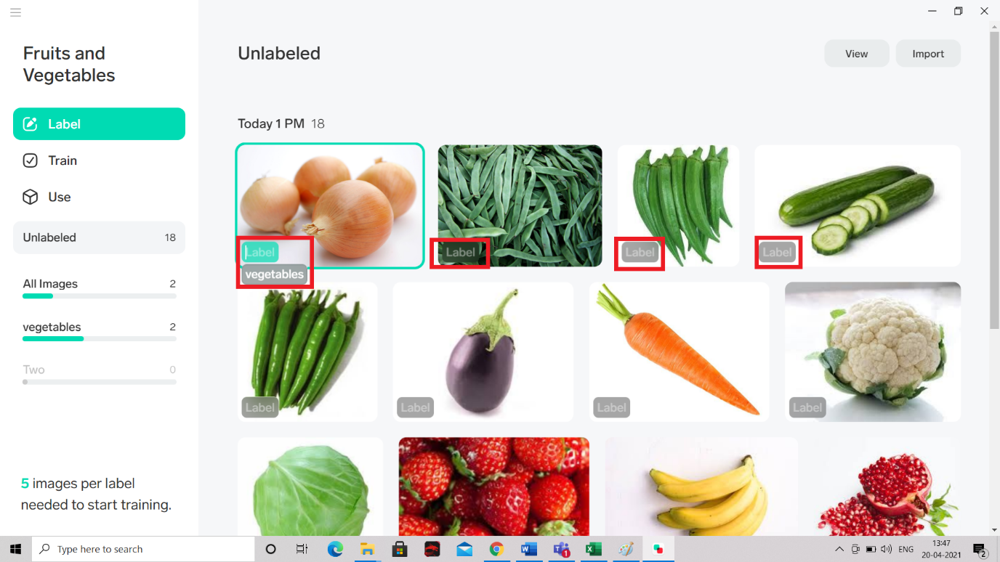 Fruits and
Vegetables
Label
Train
Use
Unlabeled 18
All Images 2
vegetables 2
Two 0
5 images per label
needed to start training.
Unlabeled
View Import
Today 1 PM 18
Label Label Label Label
vegetables
Label Label Label Label
Type here to search
1
ENG
13:47
20-04-2021
2